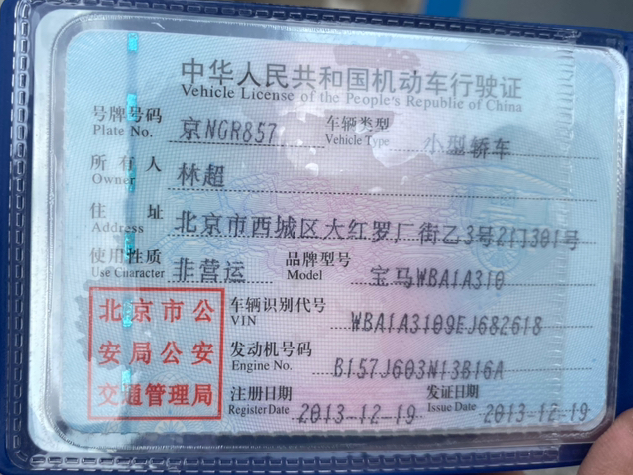 中华人民共和国机动车行驶证
Vehicle License of the People's Republic of China
号牌号码 京NGR857 车辆类型 小型轿车
Plate No. Vehicle Type
所有人 林超
Owner
住址 北京市西城区大红罗厂街乙3号2门301号
Address
使用性质 非营运 品牌型号 宝马WBA1A310
Use Character Model
北京市公安局公安交通管理局
车辆识别代号 WBA1A3109EJ682618
VIN
发动机号码 B157J603N13B16A
Engine No.
注册日期 2013-12-19 发证日期 2013-12-19
Register Date Issue Date